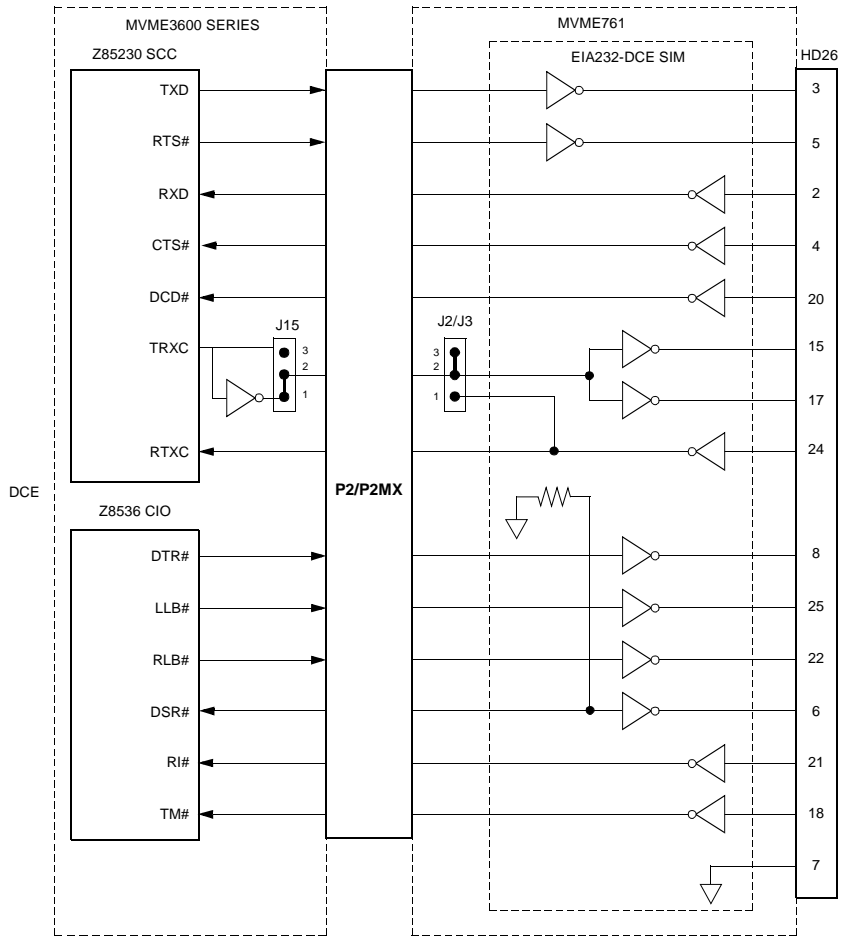 MVME3600 SERIES
MVME761
Z85230 SCC
EIA232-DCE SIM
HD26
TXD
3
RTS#
5
RXD
2
CTS#
4
DCD#
20
J15
J2/J3
TRXC
3
2
1
3
2
1
15
17
RTXC
24
DCE
P2/P2MX
Z8536 CIO
DTR#
8
LLB#
25
RLB#
22
DSR#
6
RI#
21
TM#
18
7